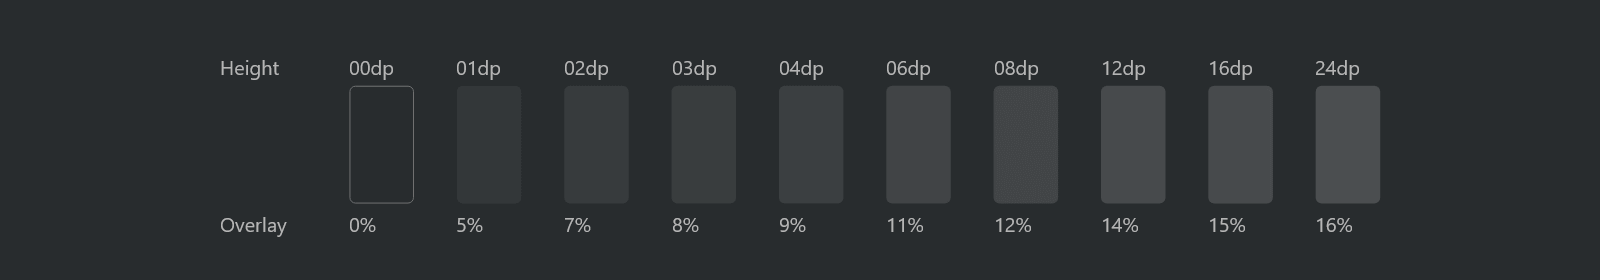 Height 00dp 01dp 02dp 03dp 04dp 06dp 08dp 12dp 16dp 24dp
Overlay 0% 5% 7% 8% 9% 11% 12% 14% 15% 16%